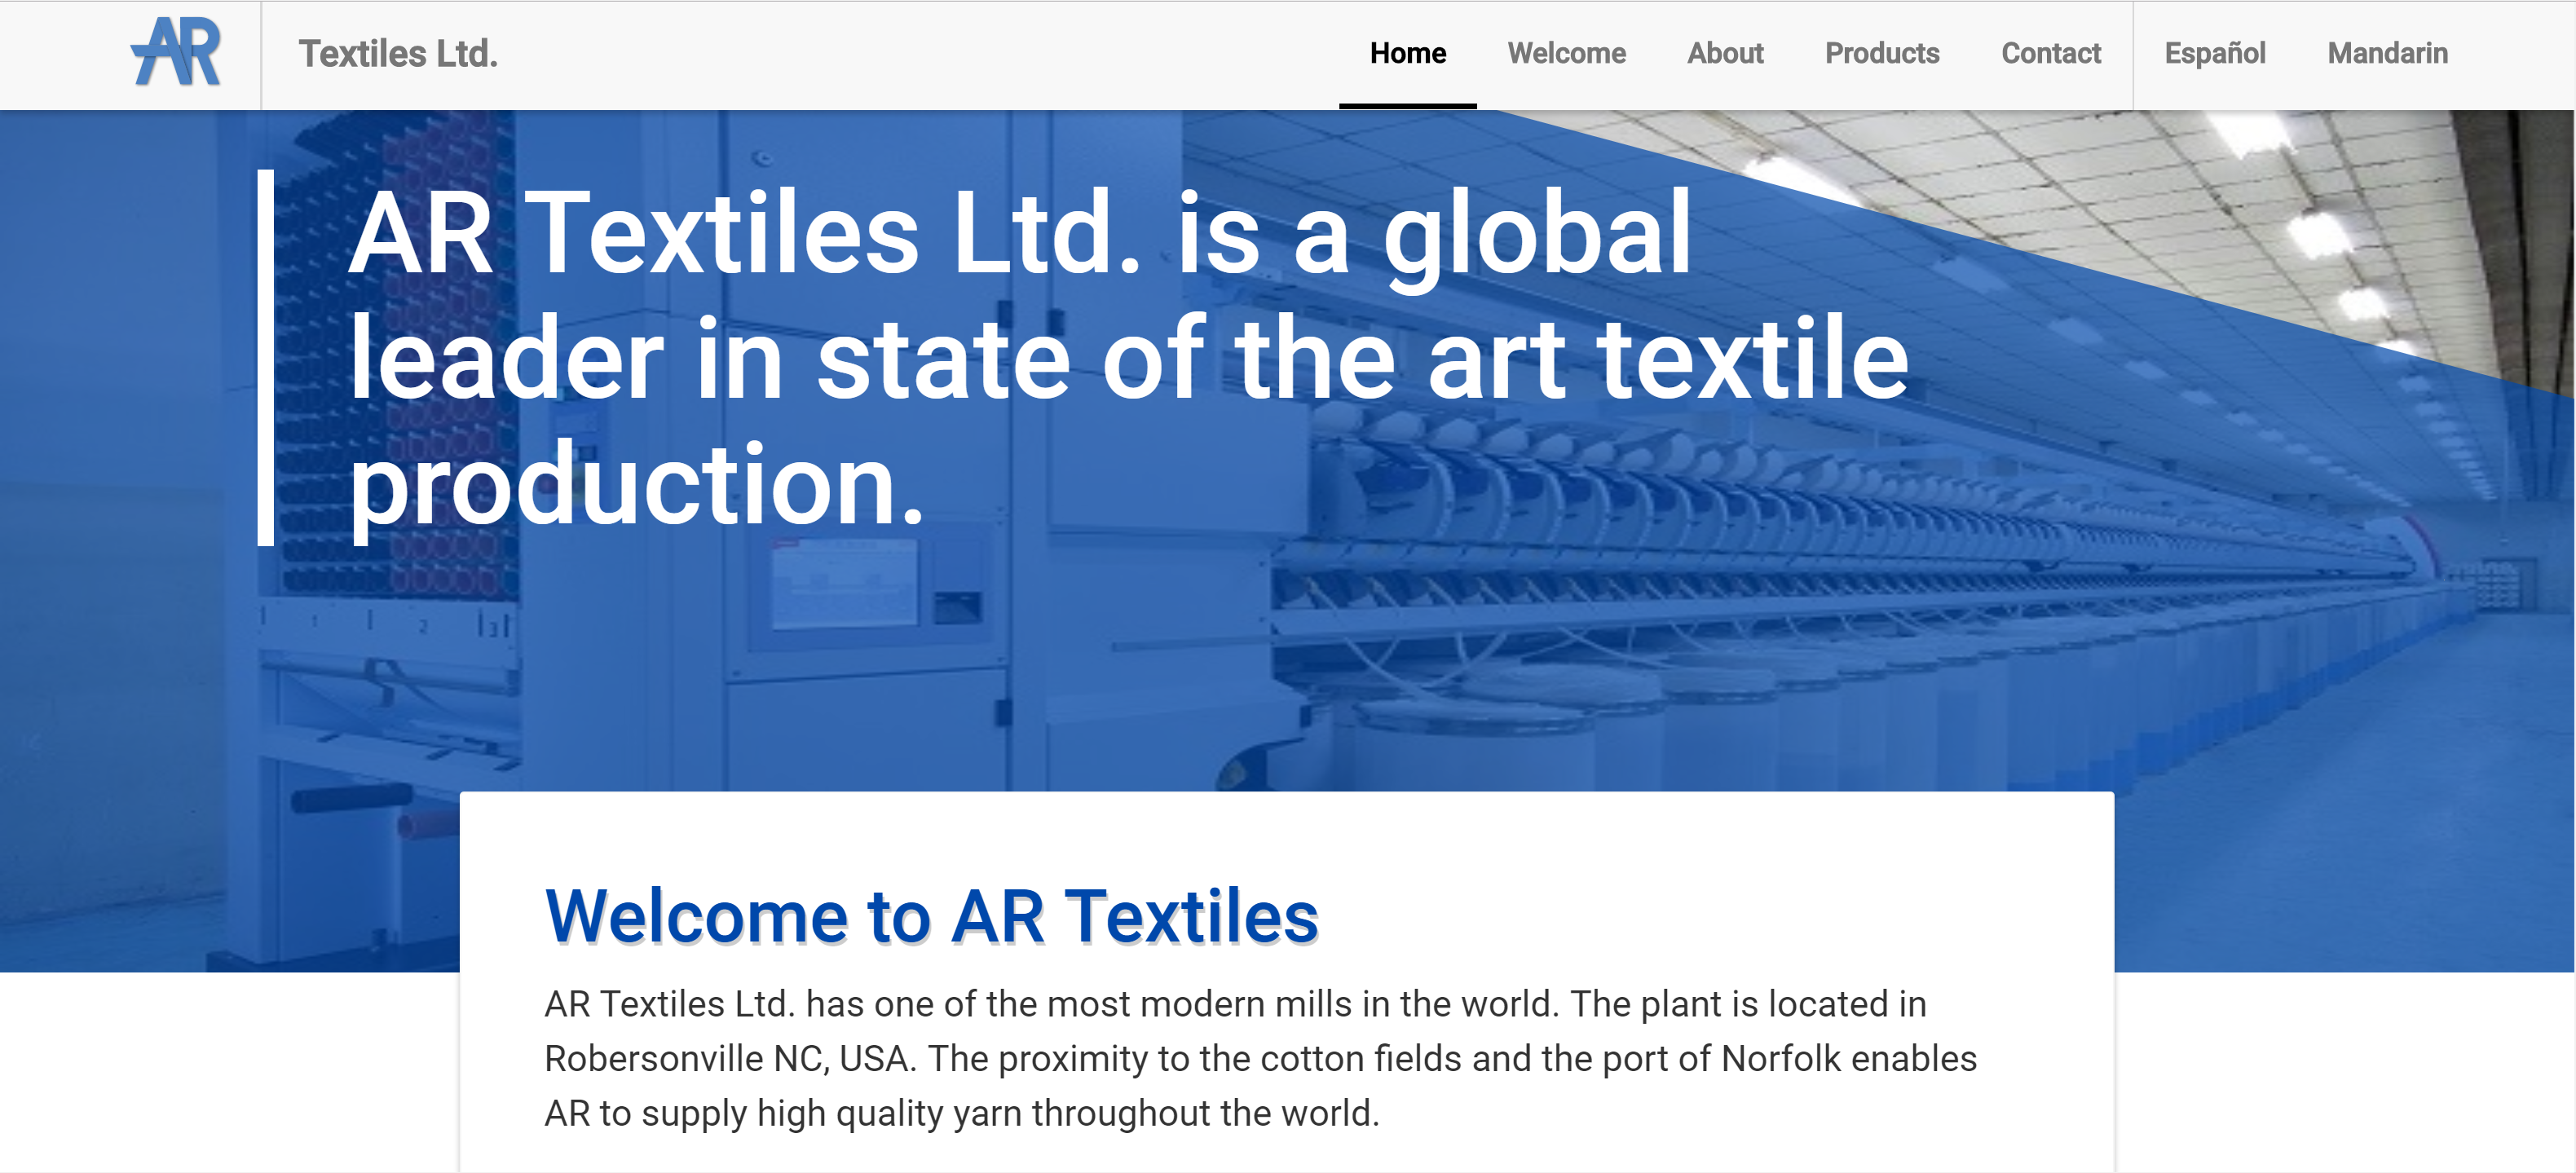 AR
Textiles Ltd.
Home Welcome About Products Contact Español Mandarin
AR Textiles Ltd. is a global
leader in state of the art textile
production.
1 2 3
Welcome to AR Textiles
AR Textiles Ltd. has one of the most modern mills in the world. The plant is located in
Robersonville NC, USA. The proximity to the cotton fields and the port of Norfolk enables
AR to supply high quality yarn throughout the world.